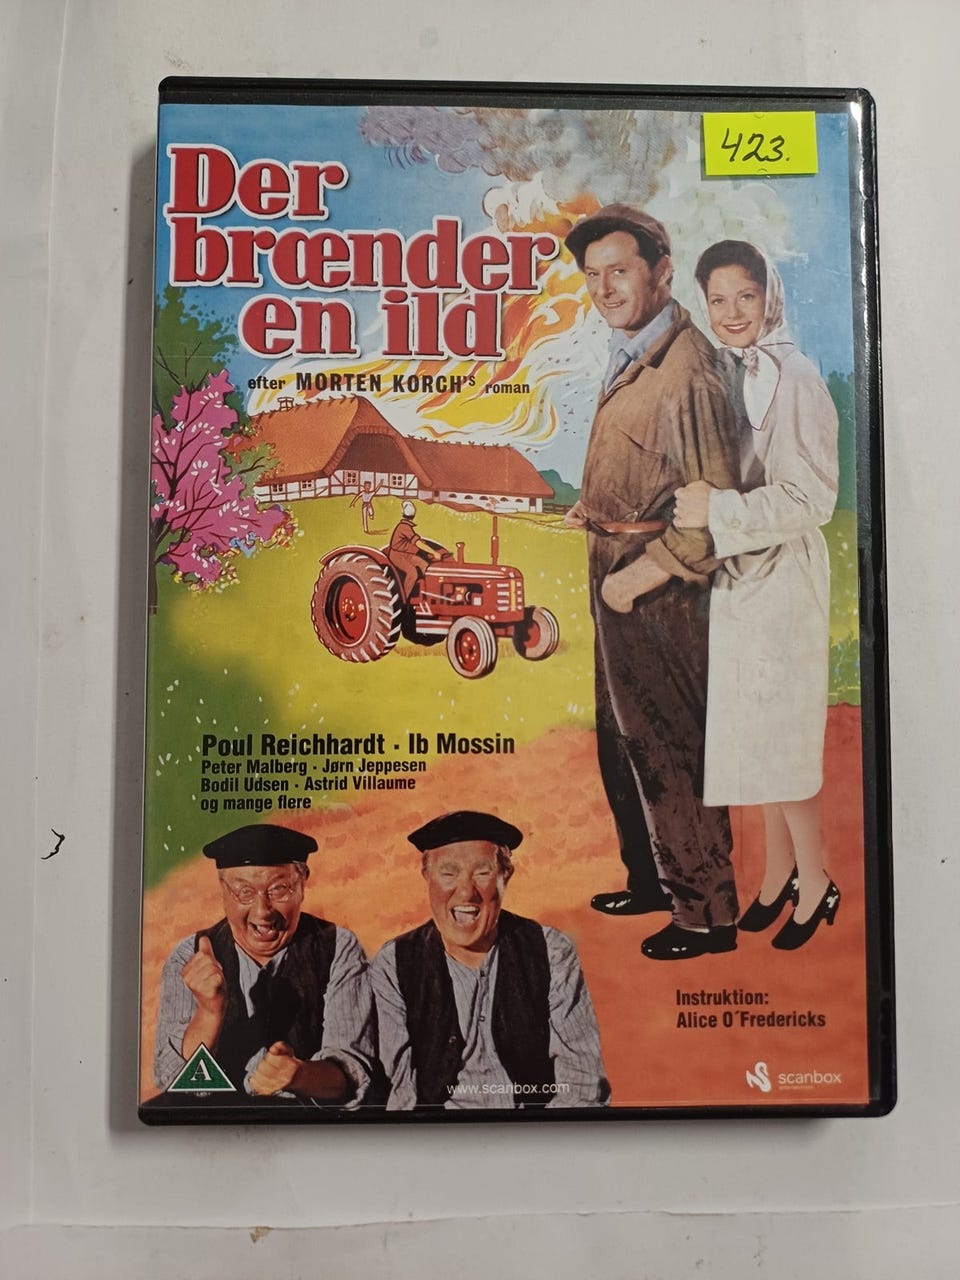 423.
Der
brænder
en ild
efter MORTEN KORCH'S roman
Poul Reichhardt · Ib Mossin
Peter Malberg · Jørn Jeppesen
Bodil Udsen · Astrid Villaume
og mange flere
Instruktion:
Alice O´Fredericks
A
www.scanbox.com
scanbox
entertainment